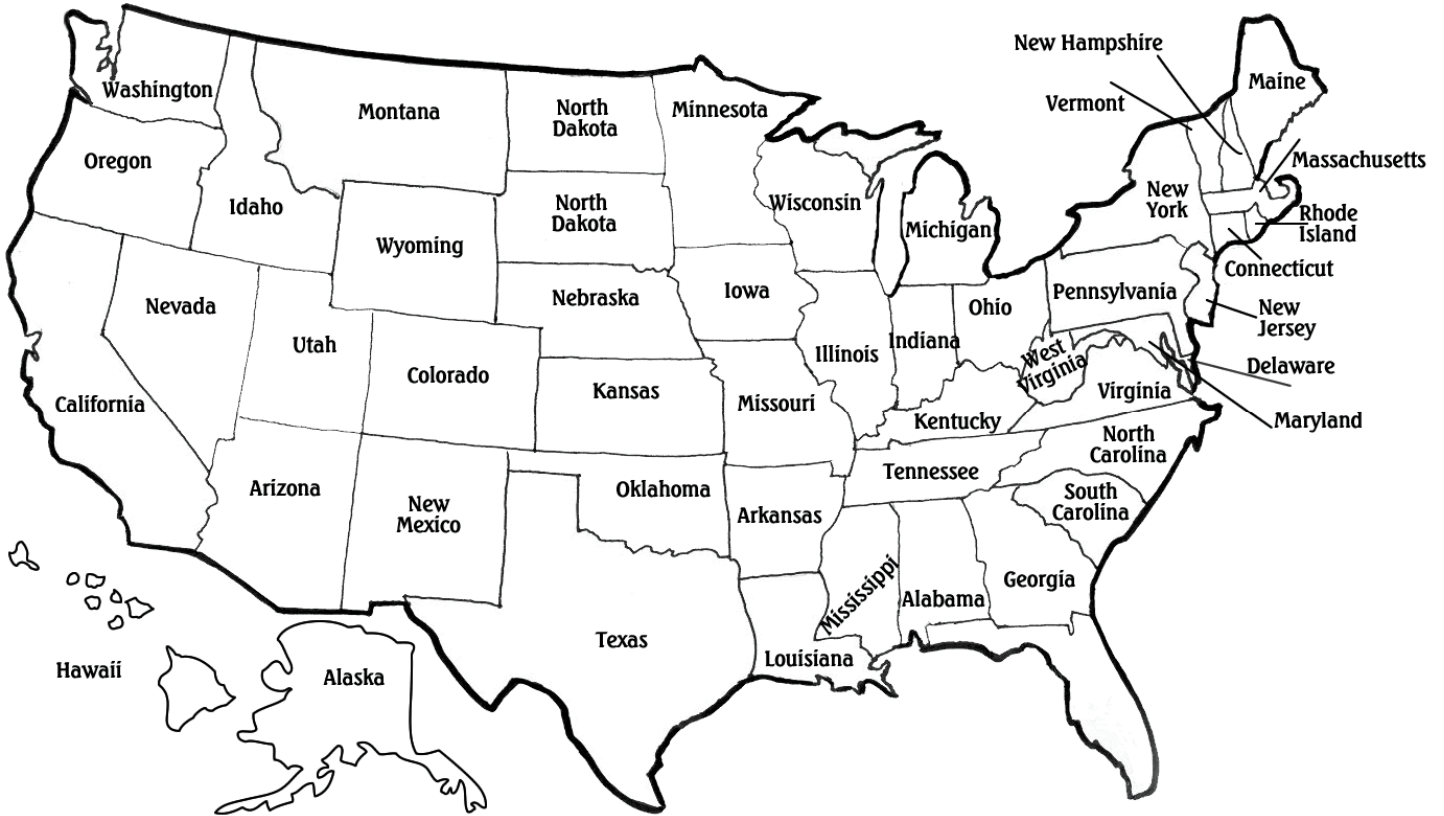 New Hampshire
Maine
Washington
Vermont
Montana
North
Dakota
Minnesota
Oregon
Massachusetts
Idaho
North
Dakota
Wisconsin
New
York
Rhode
Island
Michigan
Wyoming
Connecticut
Nevada
Nebraska
Iowa
Pennsylvania
Ohio
New
Jersey
Utah
Indiana
Illinois
West
Virginia
Delaware
Colorado
Kansas
Virginia
California
Missouri
Kentucky
Maryland
North
Carolina
Tennessee
Arizona
Oklahoma
South
Carolina
New
Mexico
Arkansas
Georgia
Mississippi
Alabama
Texas
Louisiana
Hawaii
Alaska